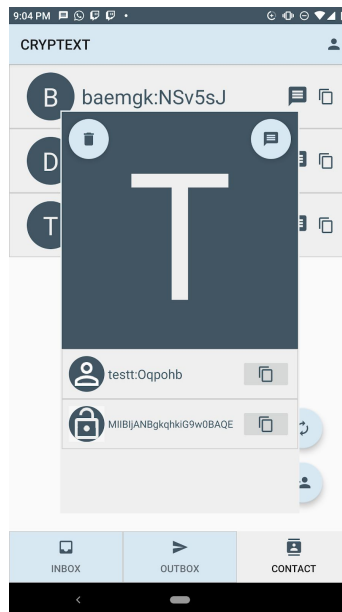 9:04 PM
CRYPTEXT
B baemgk:NSv5sJ
D
T
T
testt:Oqpohb
MIIBIjANBgkqhkiG9w0BAQE
INBOX OUTBOX CONTACT